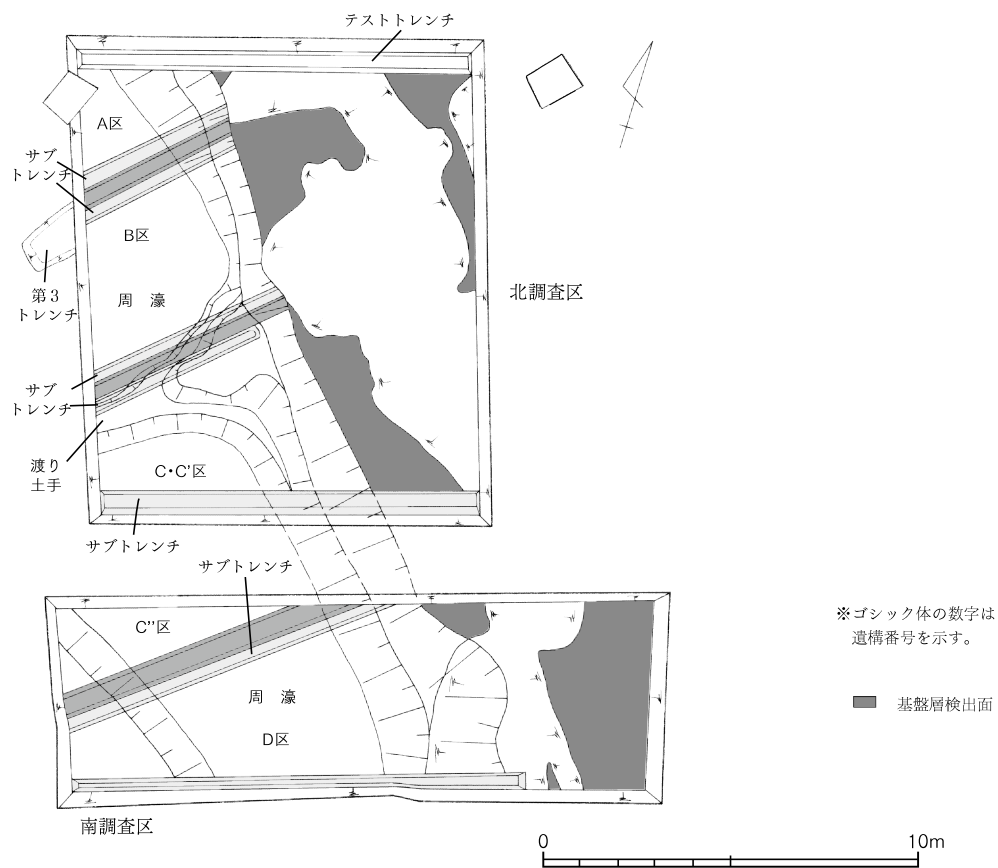 テストトレンチ
A区
サブ
トレンチ
B区
第３
トレンチ
周　濠
北調査区
サブ
トレンチ
渡り
土手
C・C'区
サブトレンチ
サブトレンチ
C''区
周　濠
D区
南調査区
※ゴシック体の数字は
遺構番号を示す。
基盤層検出面
0
10m